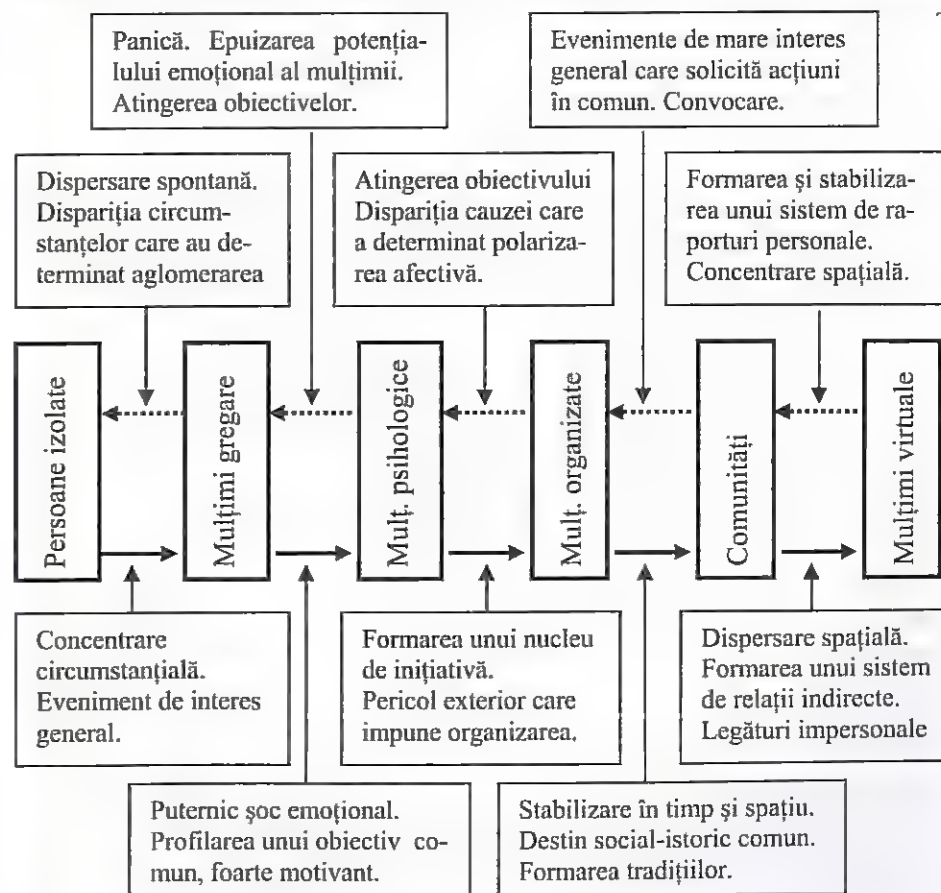 Panică. Epuizarea potenția-
lului emoțional al mulțimii.
Atingerea obiectivelor.
Evenimente de mare interes
general care solicită acțiuni
în comun. Convocare.
Dispersare spontană.
Dispariția circum-
stanțelor care au de-
terminat aglomerarea
Atingerea obiectivului
Dispariția cauzei care
a determinat polariza-
rea afectivă.
Formarea și stabiliza-
rea unui sistem de ra-
porturi personale.
Concentrare spațială.
Persoane izolate
Mulțimi gregare
Mulț. psihologice
Mulț. organizate
Comunități
Mulțimi virtuale
Concentrare
circumstanțială.
Eveniment de interes
general.
Formarea unui nucleu
de inițiativă.
Pericol exterior care
impune organizarea.
Dispersare spațială.
Formarea unui sistem
de relații indirecte.
Legături impersonale
Puternic șoc emoțional.
Profilarea unui obiectiv co-
mun, foarte motivant.
Stabilizare în timp și spațiu.
Destin social-istoric comun.
Formarea tradițiilor.